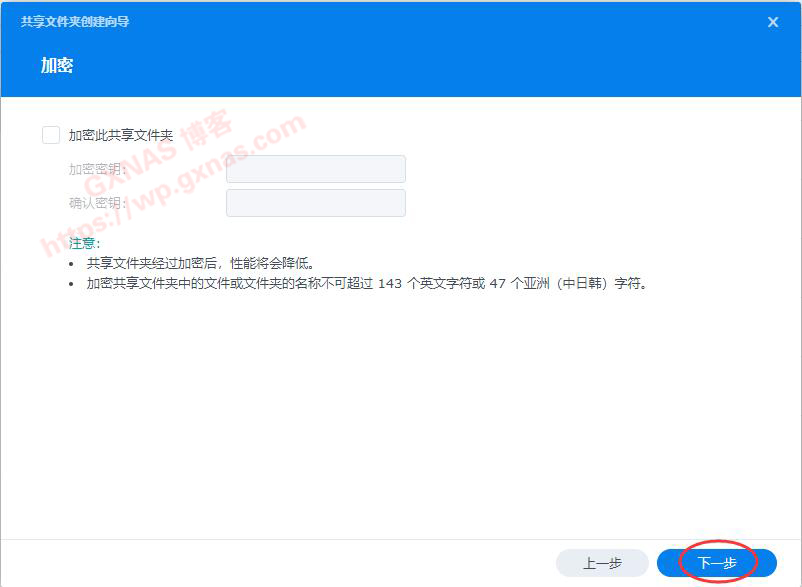 共享文件夹创建向导
加密
加密此共享文件夹
加密密钥:
确认密钥:
注意:
• 共享文件夹经过加密后，性能将会降低。
• 加密共享文件夹中的文件或文件夹的名称不可超过 143 个英文字符或 47 个亚洲（中日韩）字符。
GXNAS 博客
https://wp.gxnas.com
上一步
下一步